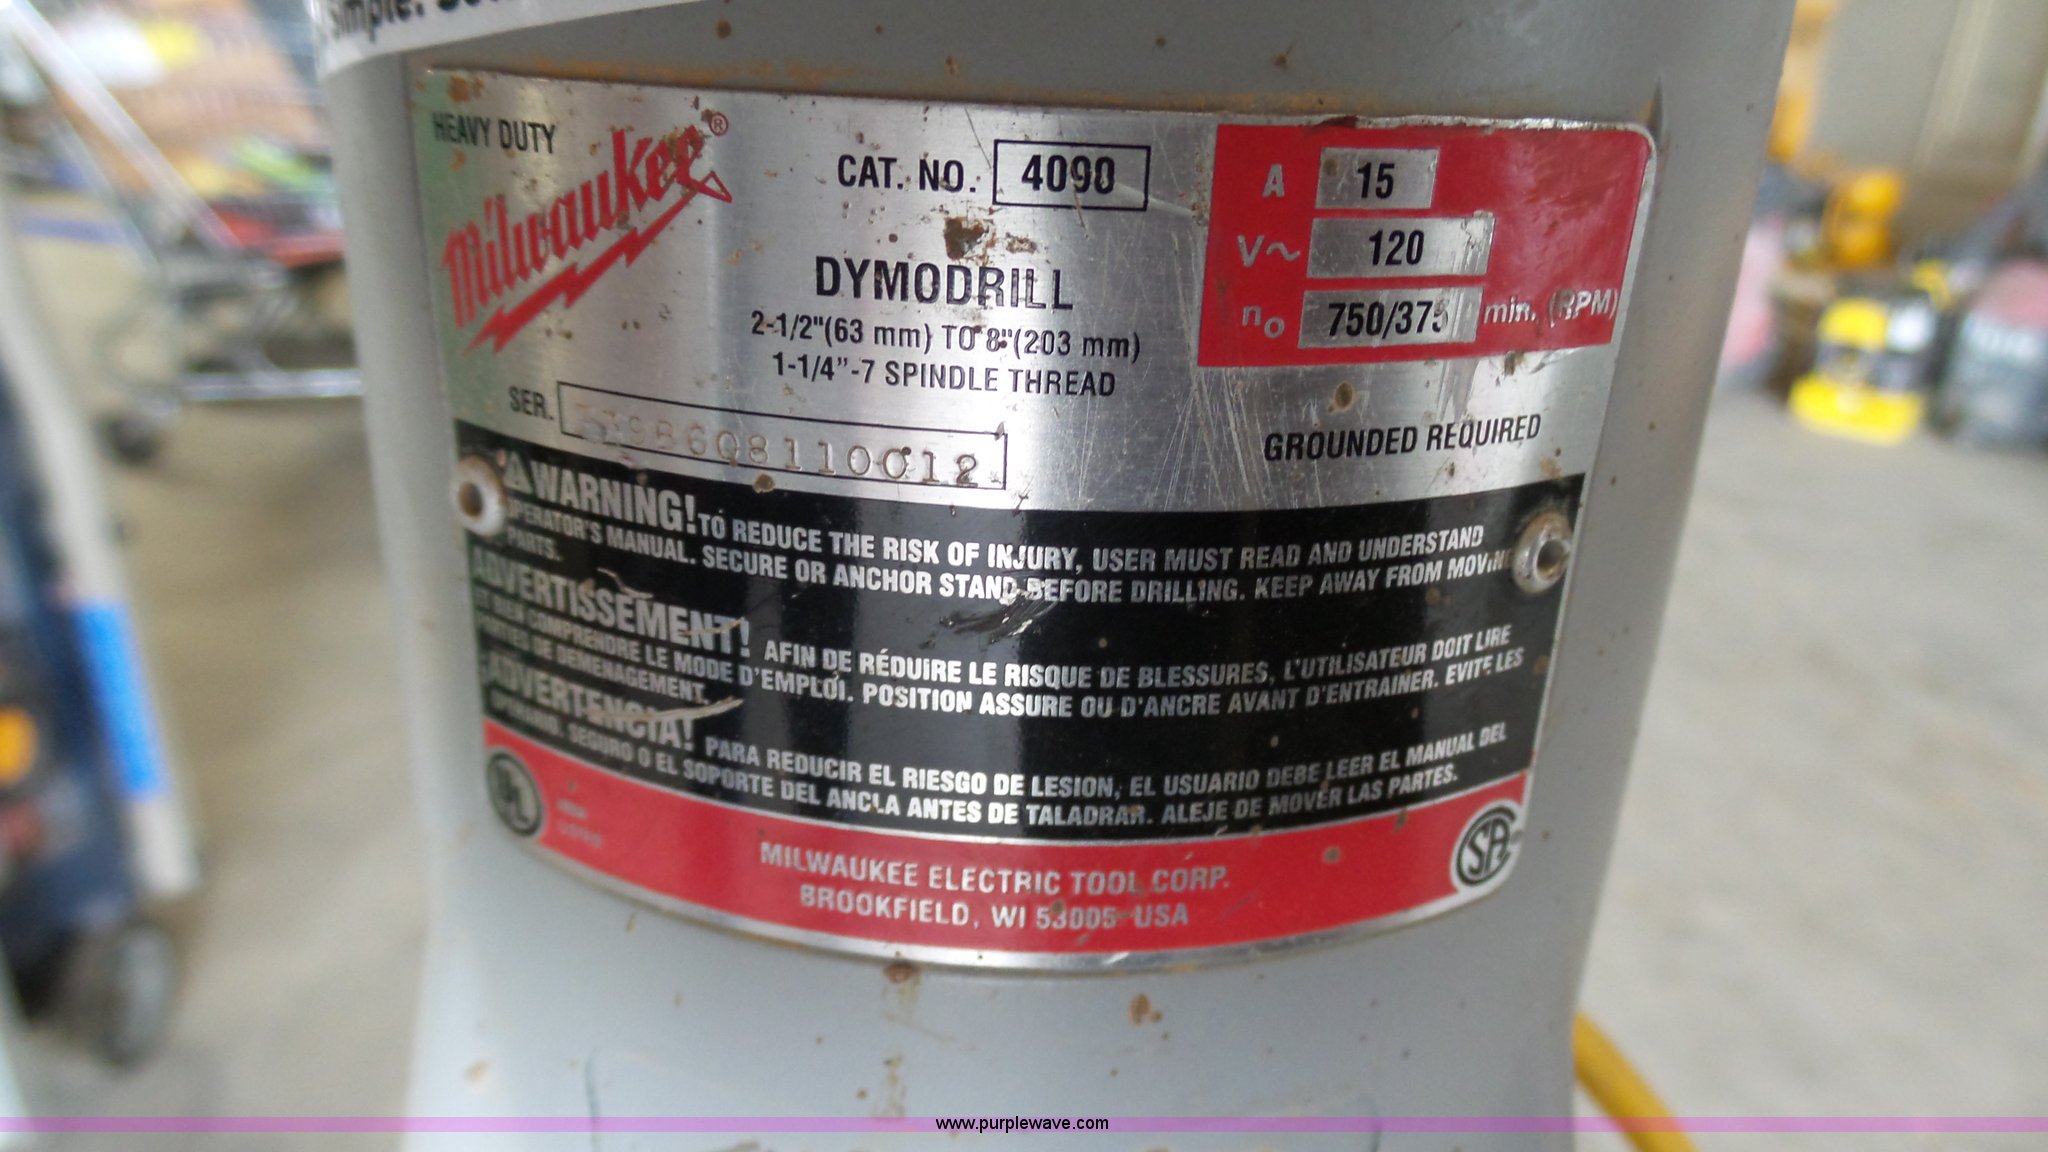 simple.
HEAVY DUTY
Milwaukee®
CAT. NO. 4090
DYMODRILL
2-1/2"(63 mm) TO 8"(203 mm)
1-1/4"-7 SPINDLE THREAD
A 15
V~ 120
no 750/375 min. (RPM)
SER.
GROUNDED REQUIRED
WARNING! TO REDUCE THE RISK OF INJURY, USER MUST READ AND UNDERSTAND
OPERATOR'S MANUAL. SECURE OR ANCHOR STAND BEFORE DRILLING. KEEP AWAY FROM MOVING
PARTS.
ADVERTISSEMENT! AFIN DE RÉDUIRE LE RISQUE DE BLESSURES, L'UTILISATEUR DOIT LIRE
ET BIEN COMPRENDRE LE MODE D'EMPLOI. POSITION ASSURE OU D'ANCRE AVANT D'ENTRAINER. EVITE LES
PARTES DE DEMENAGEMENT.
ADVERTENCIA! PARA REDUCIR EL RIESGO DE LESION, EL USUARIO DEBE LEER EL MANUAL DEL
OPERARIO. SEGURO O EL SOPORTE DEL ANCLA ANTES DE TALADRAR. ALEJE DE MOVER LAS PARTES.
UL
SA
MILWAUKEE ELECTRIC TOOL CORP.
BROOKFIELD, WI 53005 USA
www.purplewave.com